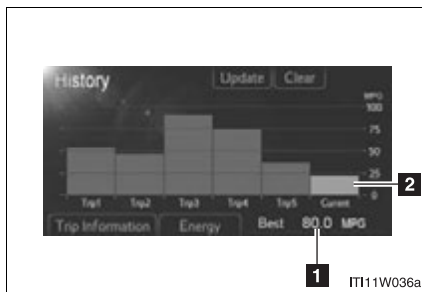 History Update Clear
MPG
100
75
50
25
0
2
Trip1 Trip2 Trip3 Trip4 Trip5 Current
Trip Information Energy Best 80.0 MPG
1
ITI11W036a